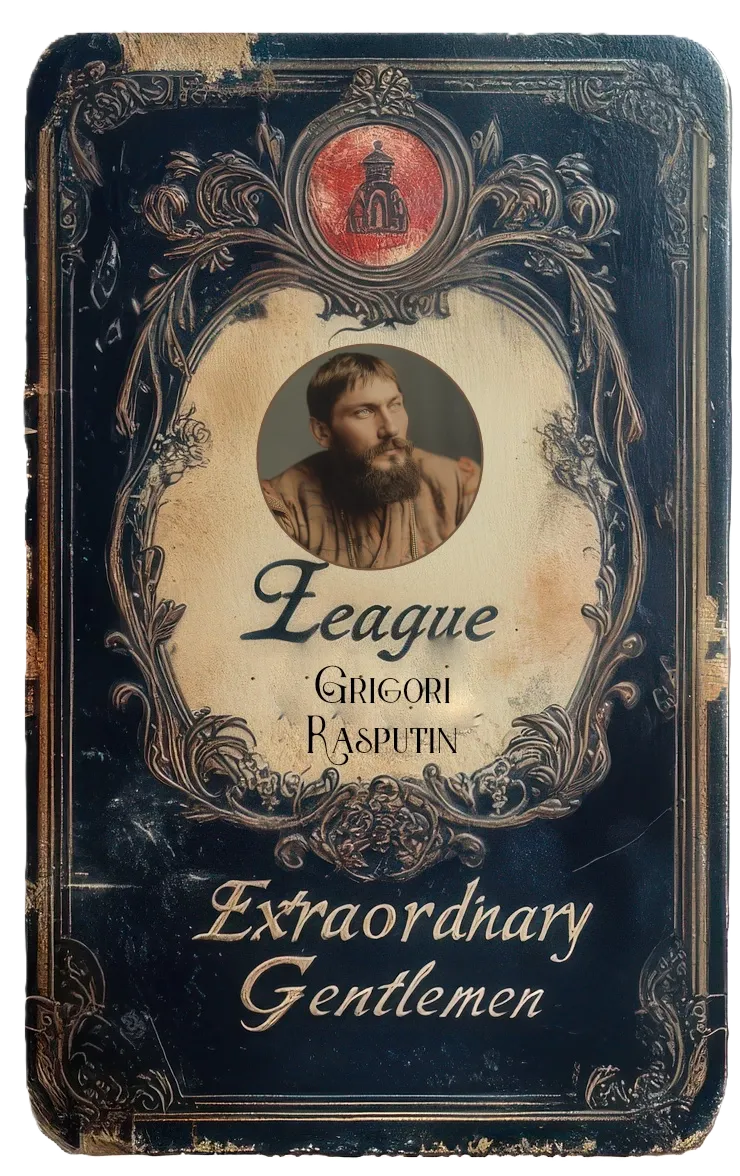 League
Grigori
Rasputin
Extraordinary
Gentlemen